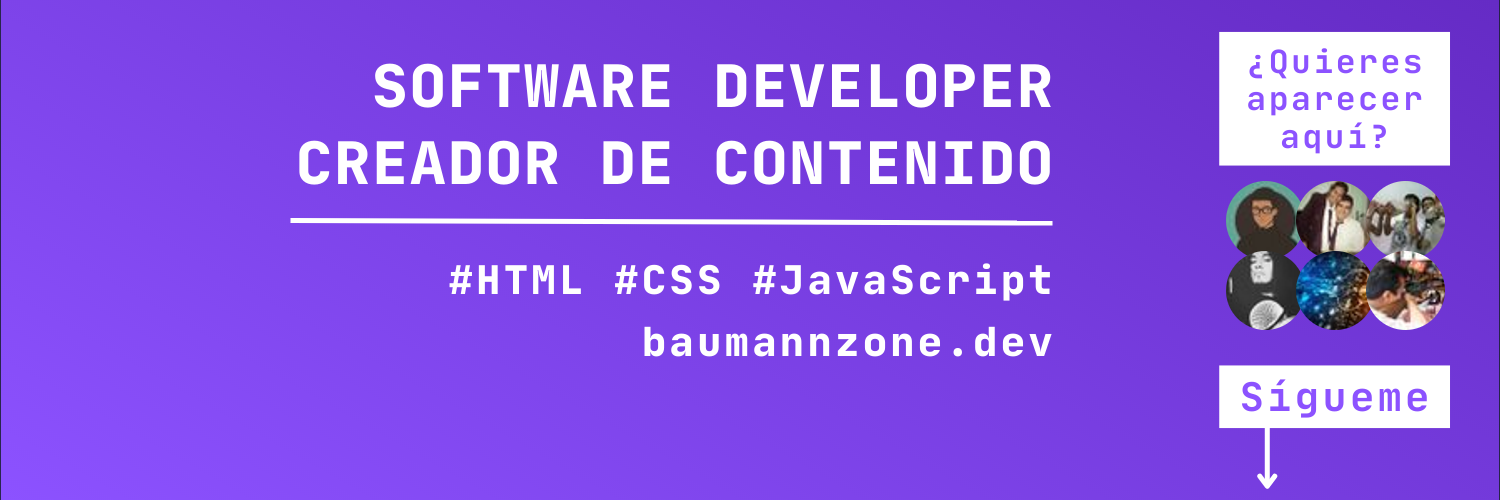 SOFTWARE DEVELOPER
CREADOR DE CONTENIDO
#HTML #CSS #JavaScript
baumannzone.dev
¿Quieres
aparecer
aquí?
Sígueme